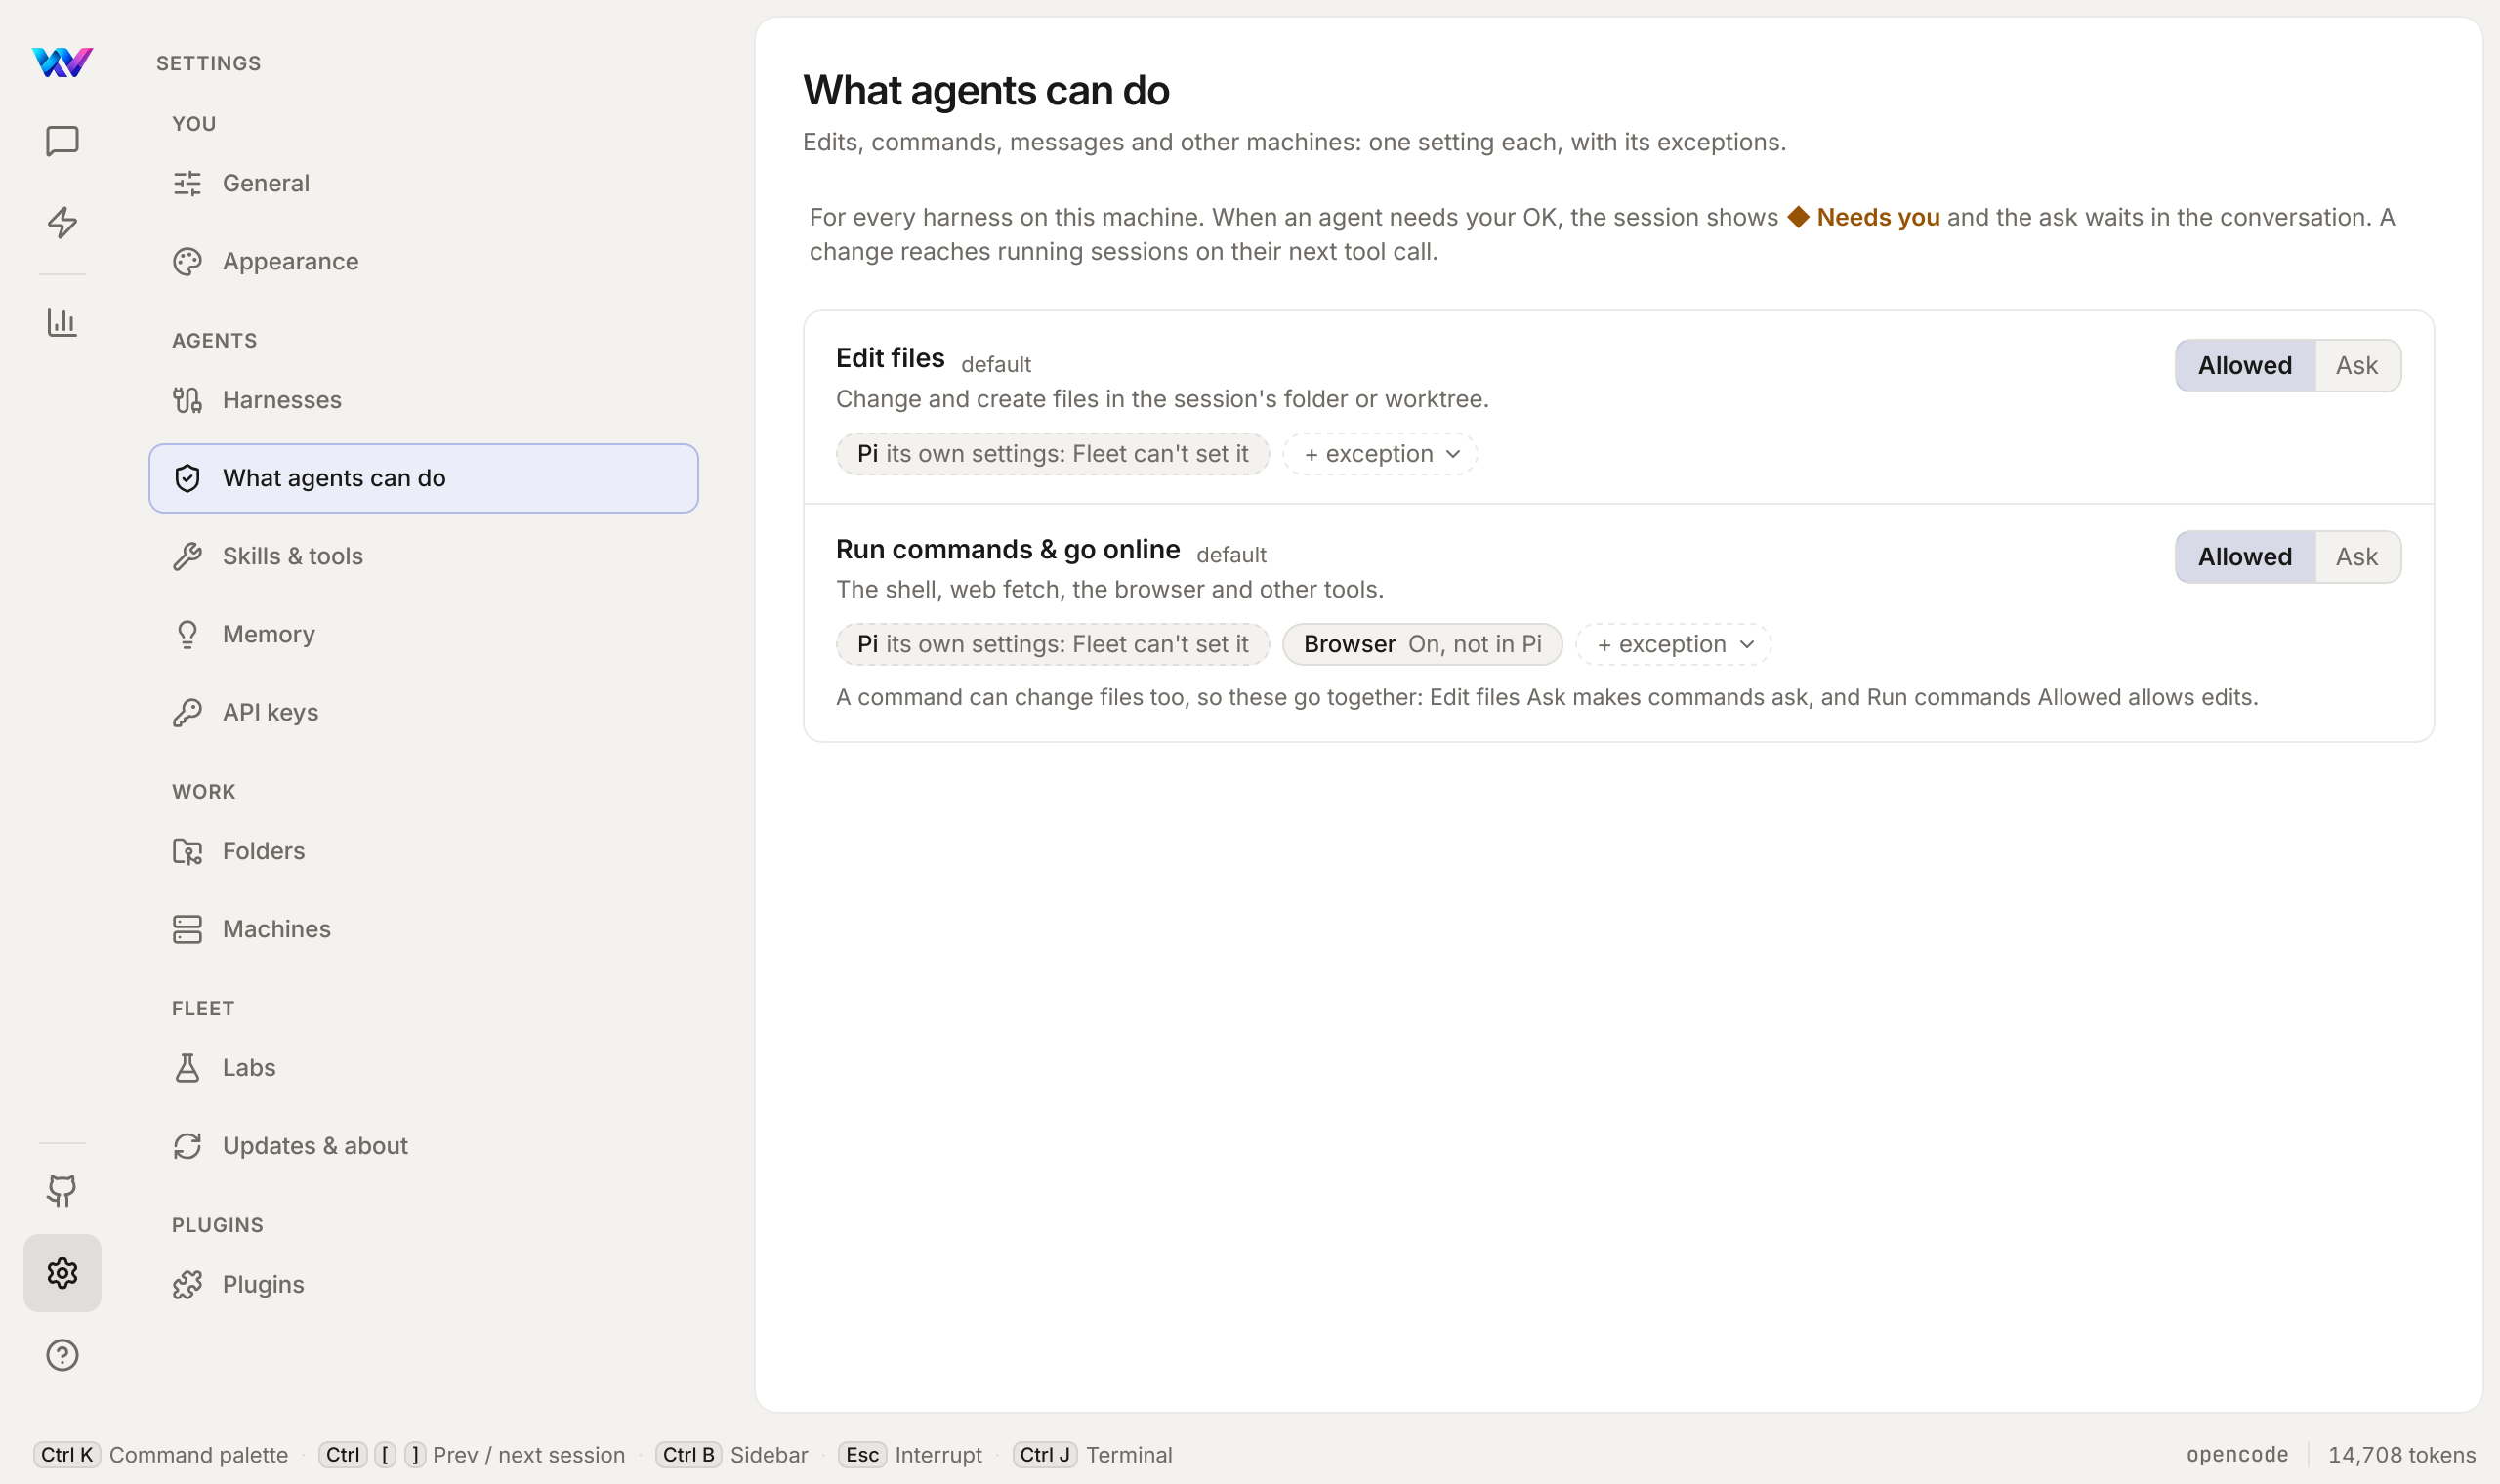 SETTINGS
YOU
General
Appearance
AGENTS
Harnesses
What agents can do
Skills & tools
Memory
API keys
WORK
Folders
Machines
FLEET
Labs
Updates & about
PLUGINS
Plugins
What agents can do
Edits, commands, messages and other machines: one setting each, with its exceptions.
For every harness on this machine. When an agent needs your OK, the session shows ◆ Needs you and the ask waits in the conversation. A
change reaches running sessions on their next tool call.
Edit files default
Allowed Ask
Change and create files in the session's folder or worktree.
Pi its own settings: Fleet can't set it + exception
Run commands & go online default
Allowed Ask
The shell, web fetch, the browser and other tools.
Pi its own settings: Fleet can't set it Browser On, not in Pi + exception
A command can change files too, so these go together: Edit files Ask makes commands ask, and Run commands Allowed allows edits.
Ctrl K Command palette · Ctrl [ ] Prev / next session · Ctrl B Sidebar · Esc Interrupt · Ctrl J Terminal
opencode 14,708 tokens